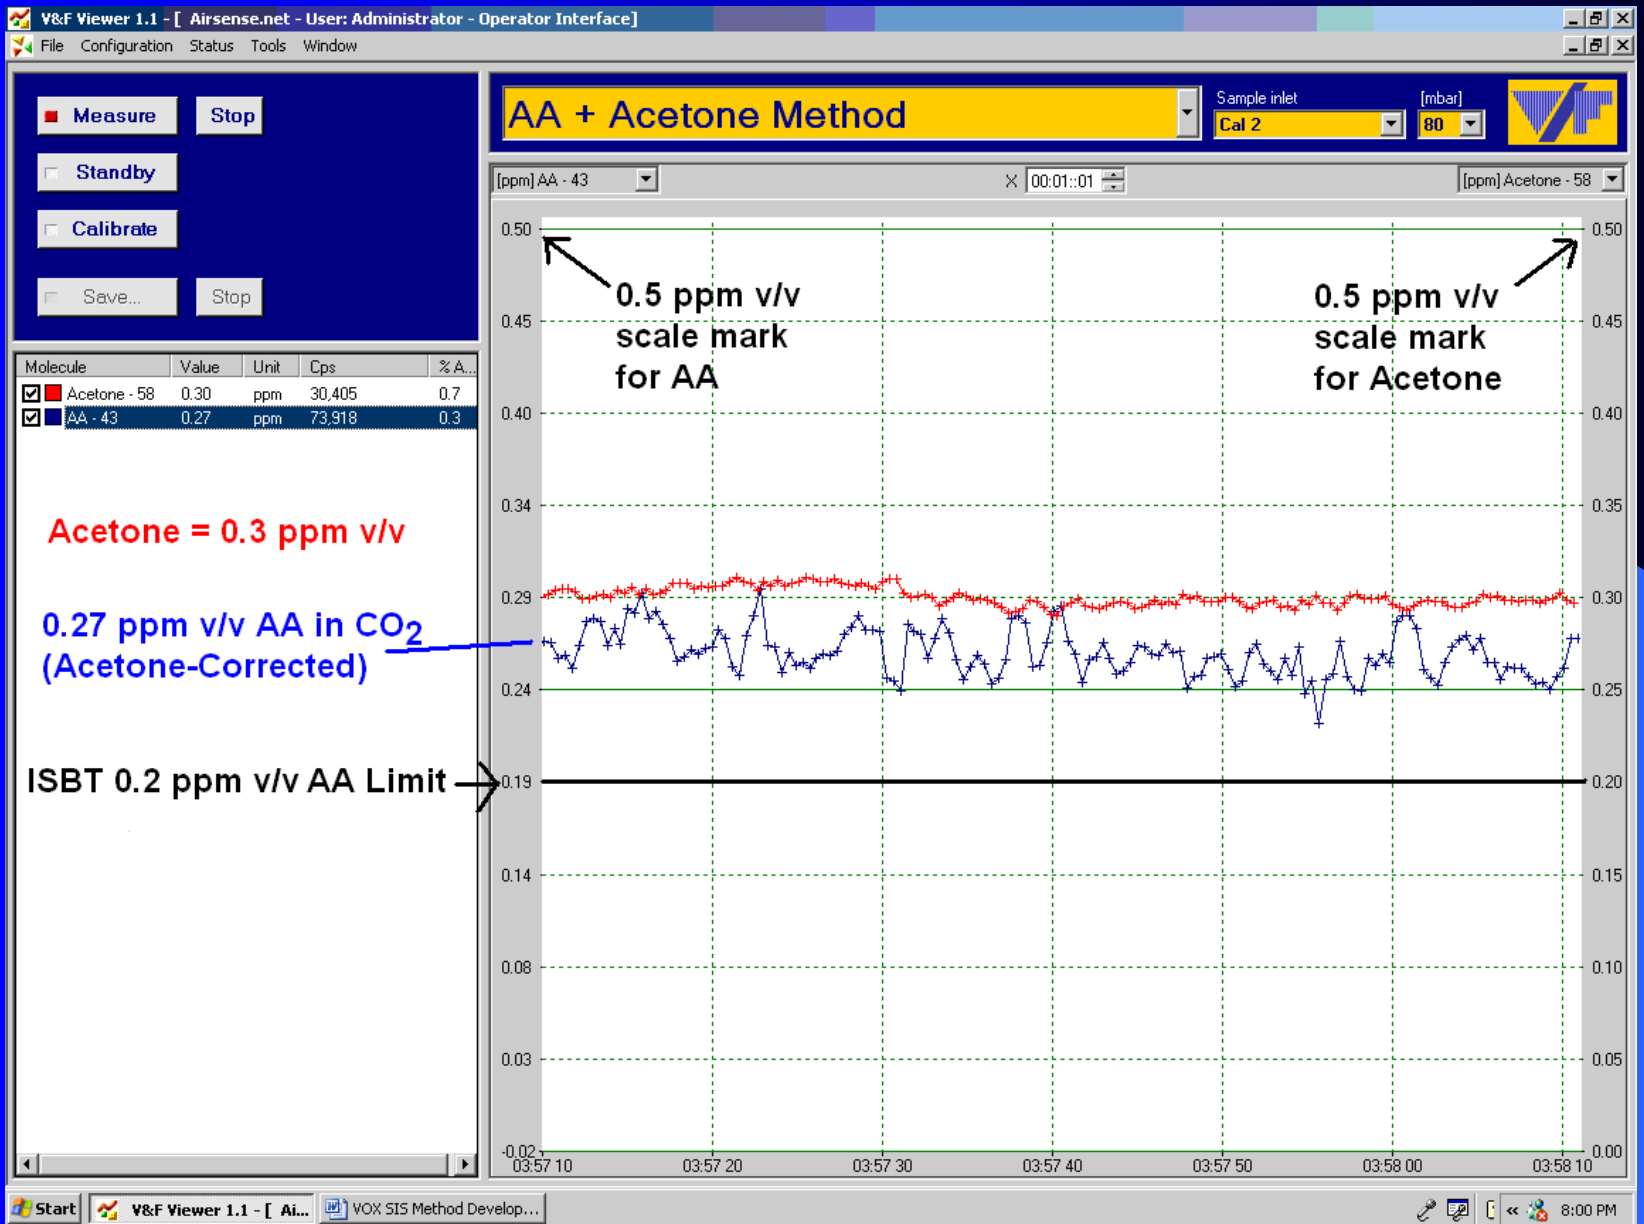 V&F Viewer 1.1 - [ Airsense.net - User: Administrator - Operator Interface]
File Configuration Status Tools Window
Measure Stop
Standby
Calibrate
Save... Stop
AA + Acetone Method
Sample inlet [mbar]
Cal 2 80
[ppm] AA - 43 X 00:01::01 [ppm] Acetone - 58
Molecule Value Unit Cps % A...
Acetone - 58 0.30 ppm 30,405 0.7
AA - 43 0.27 ppm 73,918 0.3
Acetone = 0.3 ppm v/v
0.27 ppm v/v AA in CO2
(Acetone-Corrected)
ISBT 0.2 ppm v/v AA Limit
0.5 ppm v/v
scale mark
for AA
0.5 ppm v/v
scale mark
for Acetone
0.50 0.50
0.45 0.45
0.40 0.40
0.34 0.35
0.29 0.30
0.24 0.25
0.19 0.20
0.14 0.15
0.08 0.10
0.03 0.05
-0.02 0.00
03:57 10 03:57 20 03:57 30 03:57 40 03:57 50 03:58 00 03:58 10
Start V&F Viewer 1.1 - [ Ai... VOX SIS Method Develop... « 8:00 PM